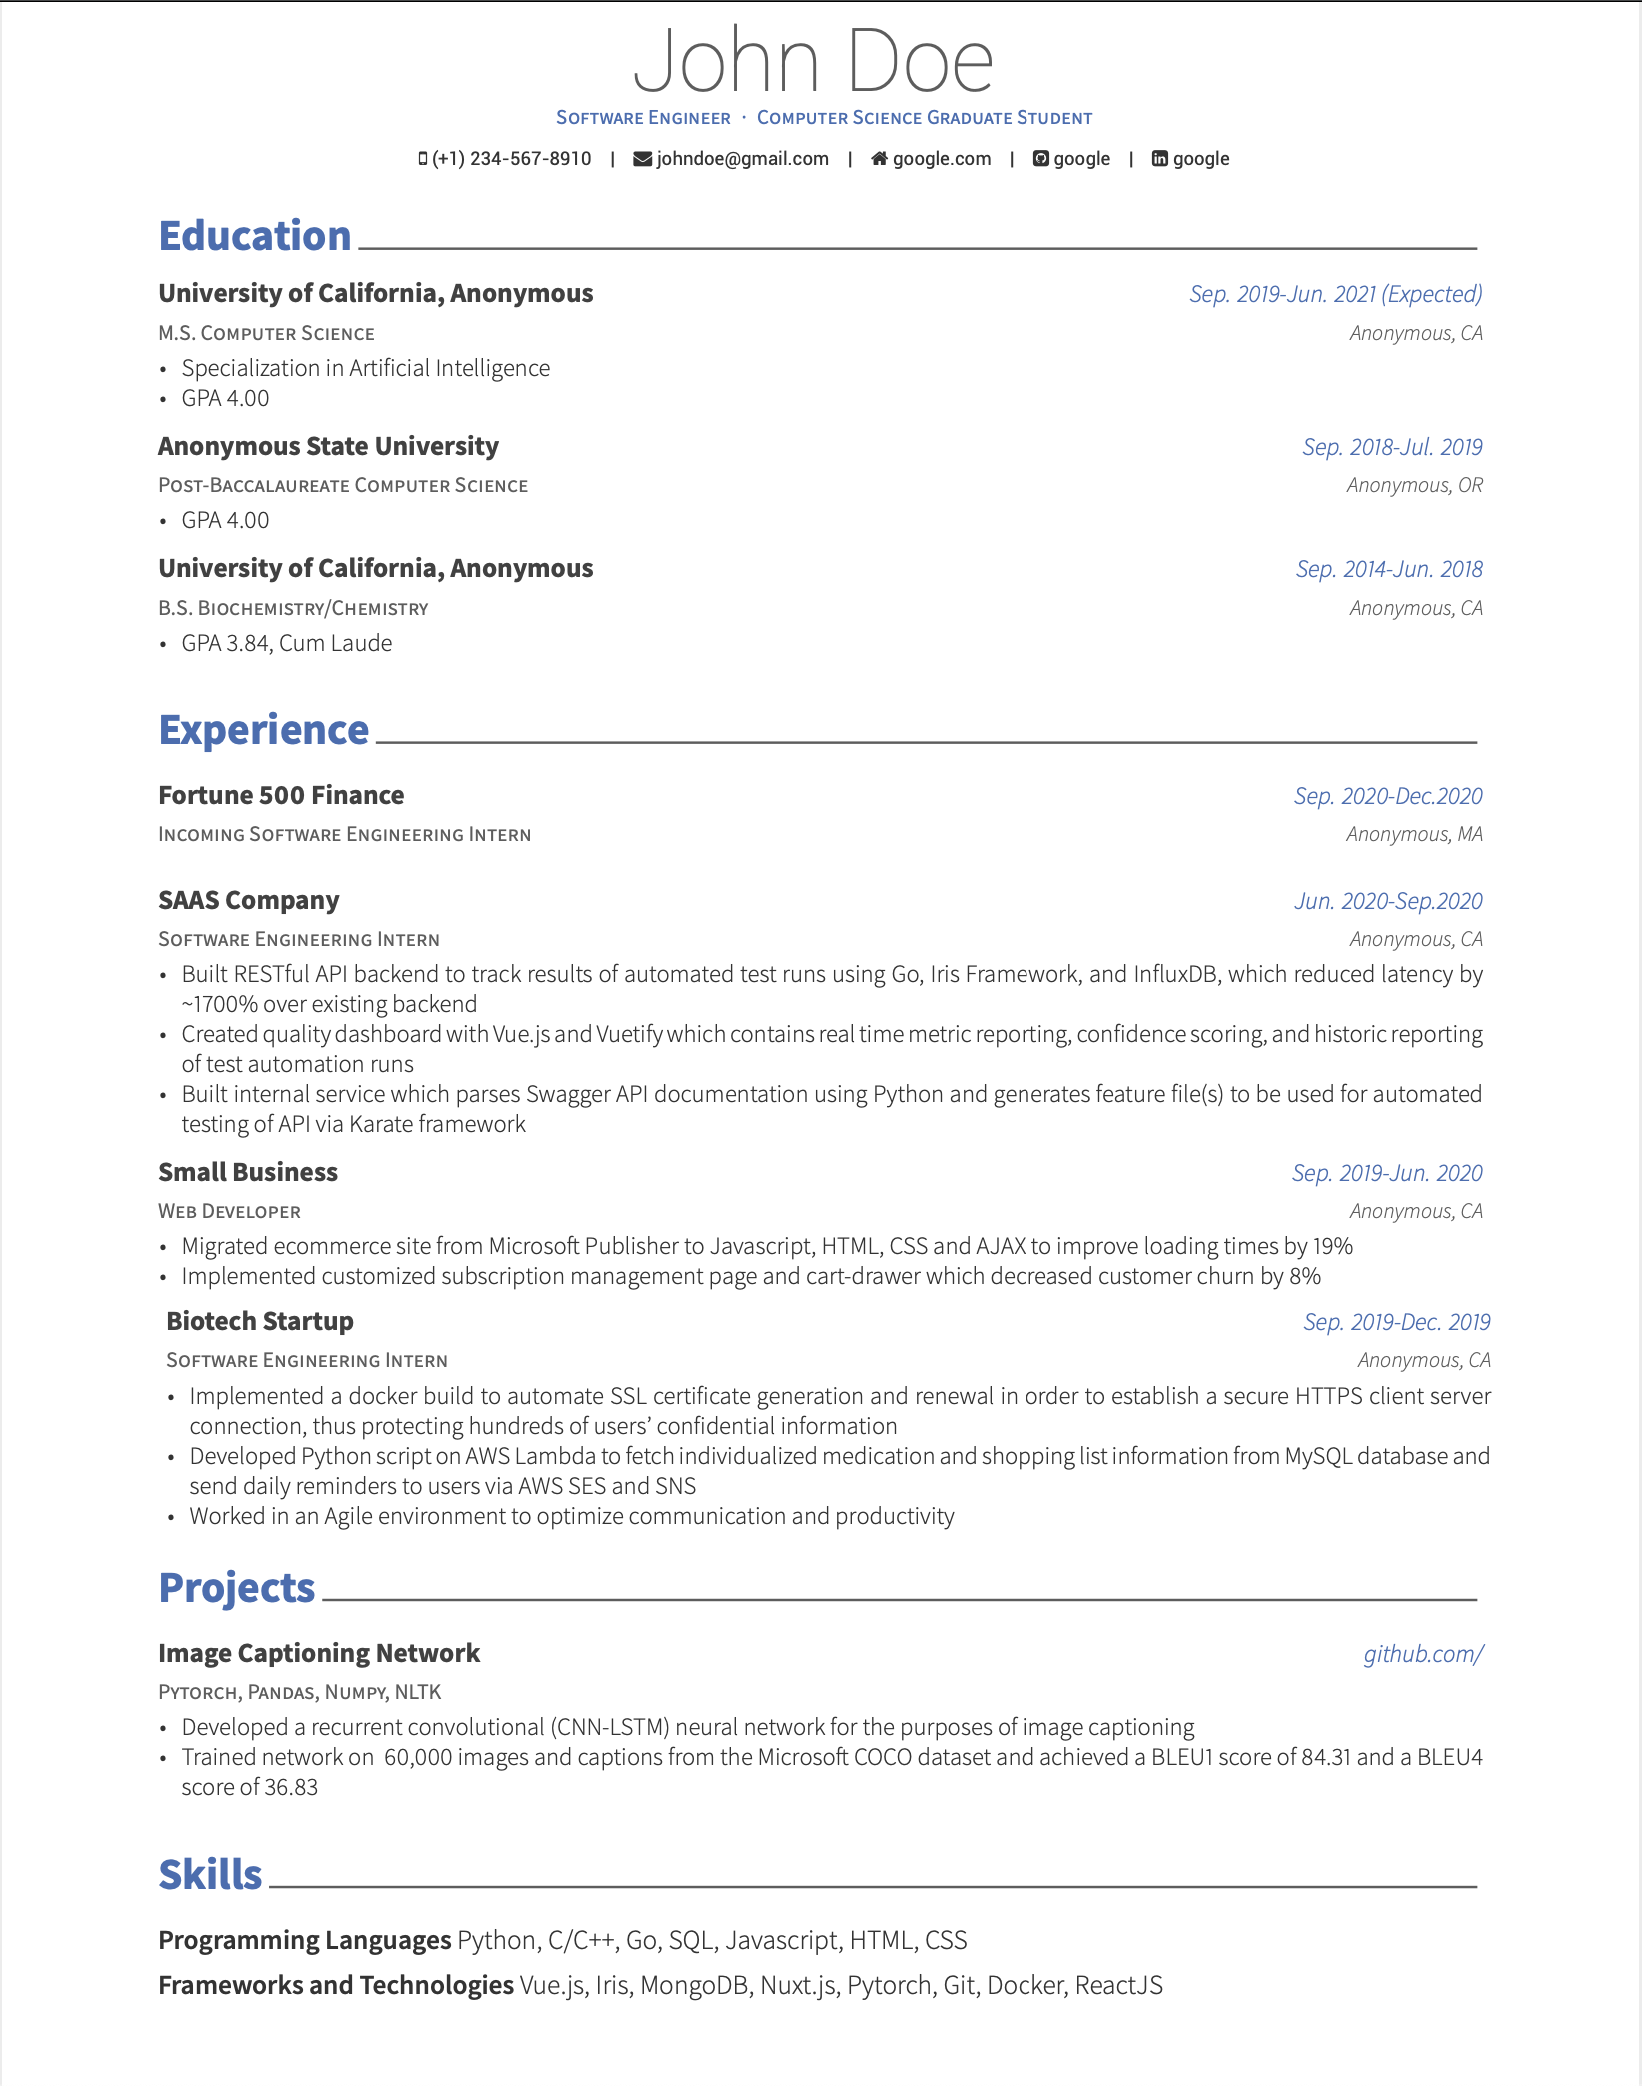 John Doe
Software Engineer · Computer Science Graduate Student
(+1) 234-567-8910 | johndoe@gmail.com | google.com | google | google
Education
University of California, Anonymous Sep. 2019-Jun. 2021 (Expected)
M.S. Computer Science Anonymous, CA
• Specialization in Artificial Intelligence
• GPA 4.00
Anonymous State University Sep. 2018-Jul. 2019
Post-Baccalaureate Computer Science Anonymous, OR
• GPA 4.00
University of California, Anonymous Sep. 2014-Jun. 2018
B.S. Biochemistry/Chemistry Anonymous, CA
• GPA 3.84, Cum Laude
Experience
Fortune 500 Finance Sep. 2020-Dec.2020
Incoming Software Engineering Intern Anonymous, MA
SAAS Company Jun. 2020-Sep.2020
Software Engineering Intern Anonymous, CA
• Built RESTful API backend to track results of automated test runs using Go, Iris Framework, and InfluxDB, which reduced latency by
~1700% over existing backend
• Created quality dashboard with Vue.js and Vuetify which contains real time metric reporting, confidence scoring, and historic reporting
of test automation runs
• Built internal service which parses Swagger API documentation using Python and generates feature file(s) to be used for automated
testing of API via Karate framework
Small Business Sep. 2019-Jun. 2020
Web Developer Anonymous, CA
• Migrated ecommerce site from Microsoft Publisher to Javascript, HTML, CSS and AJAX to improve loading times by 19%
• Implemented customized subscription management page and cart-drawer which decreased customer churn by 8%
Biotech Startup Sep. 2019-Dec. 2019
Software Engineering Intern Anonymous, CA
• Implemented a docker build to automate SSL certificate generation and renewal in order to establish a secure HTTPS client server
connection, thus protecting hundreds of users’ confidential information
• Developed Python script on AWS Lambda to fetch individualized medication and shopping list information from MySQL database and
send daily reminders to users via AWS SES and SNS
• Worked in an Agile environment to optimize communication and productivity
Projects
Image Captioning Network github.com/
Pytorch, Pandas, Numpy, NLTK
• Developed a recurrent convolutional (CNN-LSTM) neural network for the purposes of image captioning
• Trained network on 60,000 images and captions from the Microsoft COCO dataset and achieved a BLEU1 score of 84.31 and a BLEU4
score of 36.83
Skills
Programming Languages Python, C/C++, Go, SQL, Javascript, HTML, CSS
Frameworks and Technologies Vue.js, Iris, MongoDB, Nuxt.js, Pytorch, Git, Docker, ReactJS